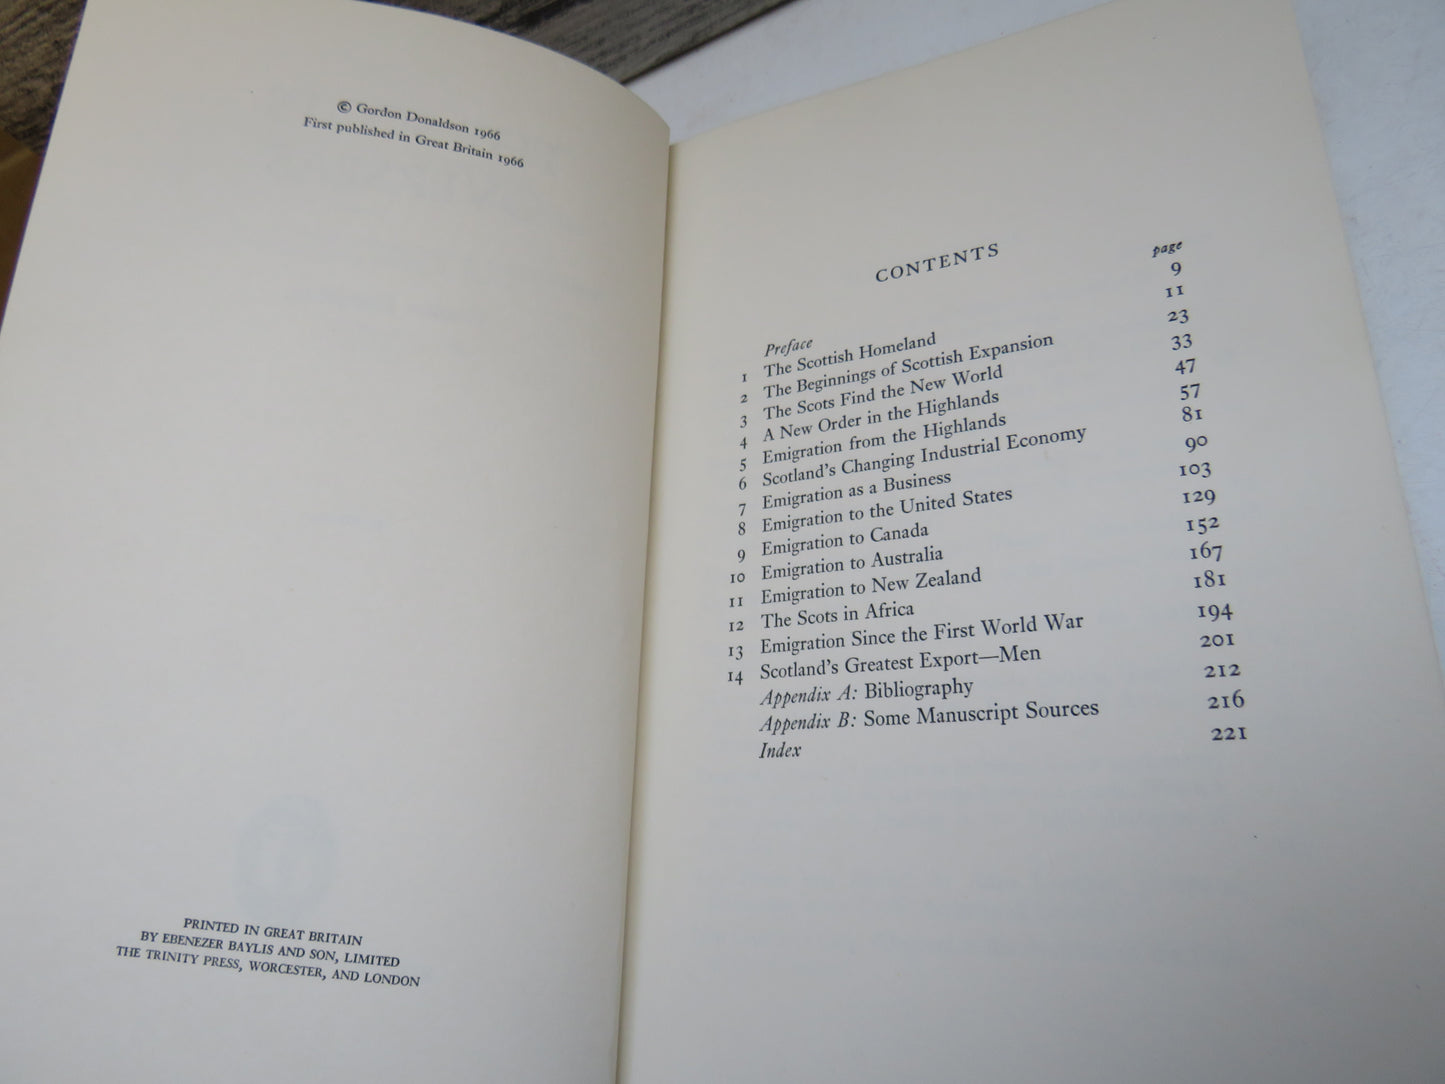 © Gordon Donaldson 1966
First published in Great Britain 1966
PRINTED IN GREAT BRITAIN
BY EBENEZER BAYLIS AND SON, LIMITED
THE TRINITY PRESS, WORCESTER, AND LONDON
CONTENTS
page
Preface 9
1 The Scottish Homeland 11
2 The Beginnings of Scottish Expansion 23
3 The Scots Find the New World 33
4 A New Order in the Highlands 47
5 Emigration from the Highlands 57
6 Scotland's Changing Industrial Economy 81
7 Emigration as a Business 90
8 Emigration to the United States 103
9 Emigration to Canada 129
10 Emigration to Australia 152
11 Emigration to New Zealand 167
12 The Scots in Africa 181
13 Emigration Since the First World War 194
14 Scotland's Greatest Export—Men 201
Appendix A: Bibliography 212
Appendix B: Some Manuscript Sources 216
Index 221